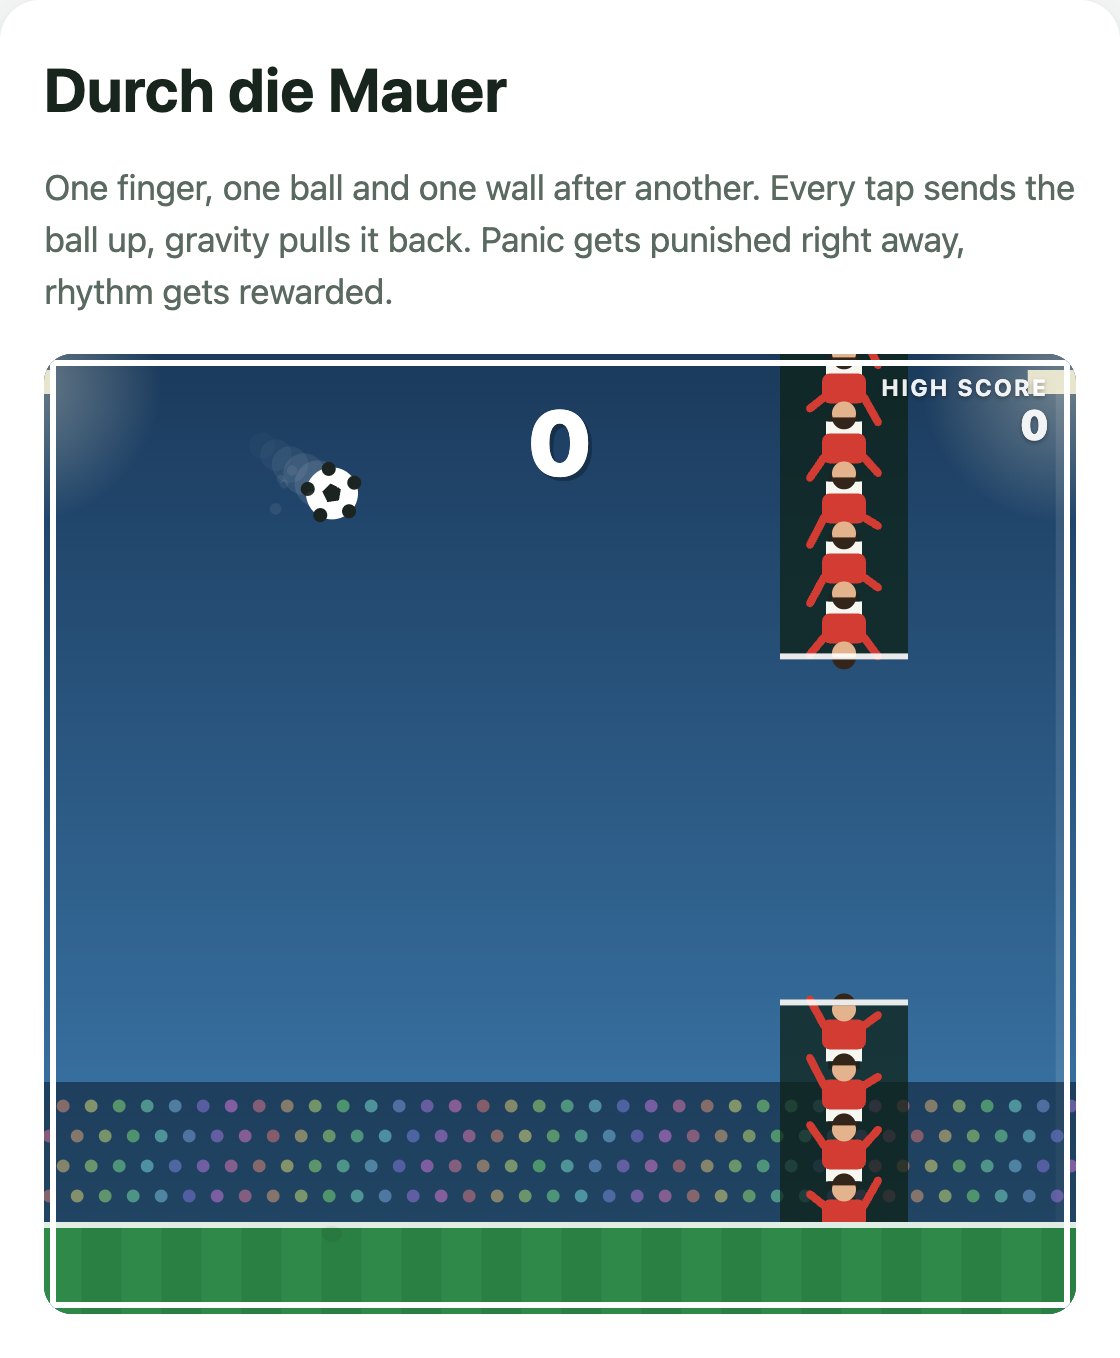 Durch die Mauer
One finger, one ball and one wall after another. Every tap sends the
ball up, gravity pulls it back. Panic gets punished right away,
rhythm gets rewarded.
HIGH SCORE
0
0